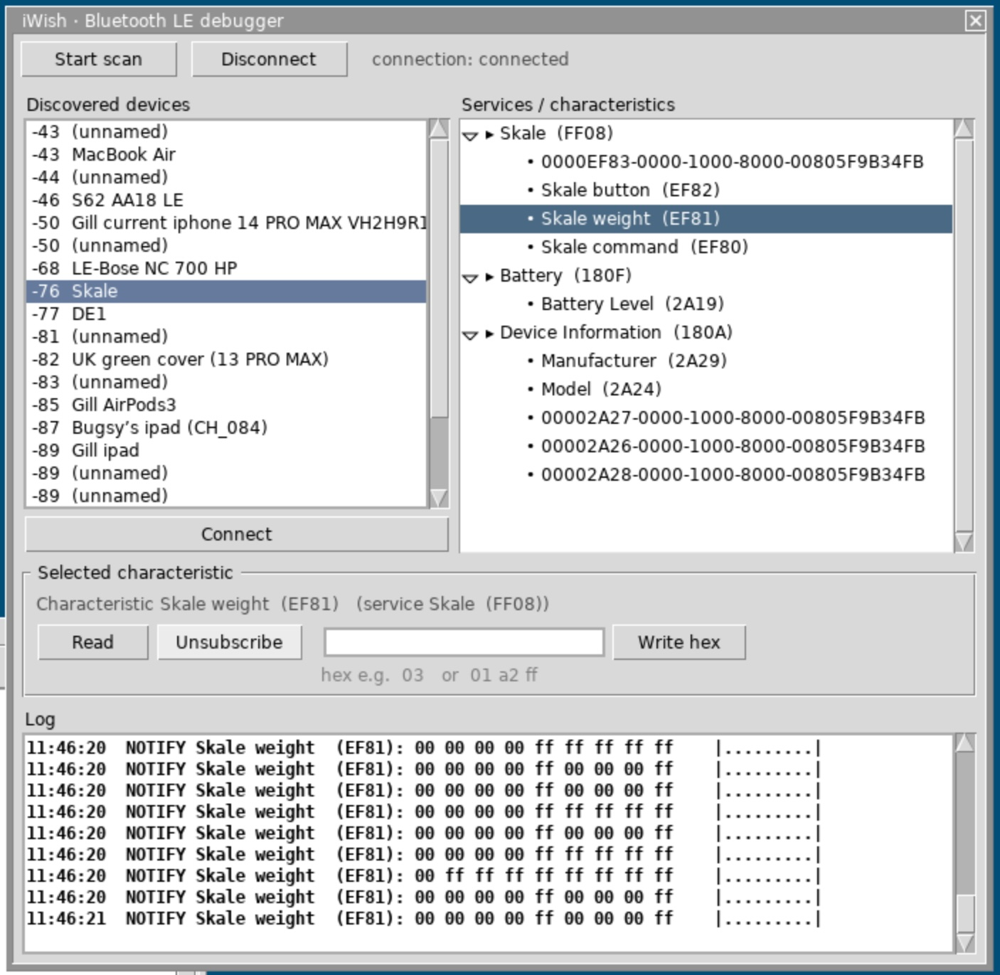 iWish · Bluetooth LE debugger
Start scan
Disconnect
connection: connected
Discovered devices
-43 (unnamed)
-43 MacBook Air
-44 (unnamed)
-46 S62 AA18 LE
-50 Gill current iphone 14 PRO MAX VH2H9R1
-50 (unnamed)
-68 LE-Bose NC 700 HP
-76 Skale
-77 DE1
-81 (unnamed)
-82 UK green cover (13 PRO MAX)
-83 (unnamed)
-85 Gill AirPods3
-87 Bugsy’s ipad (CH_084)
-89 Gill ipad
-89 (unnamed)
-89 (unnamed)
Connect
Services / characteristics
▸ Skale (FF08)
• 0000EF83-0000-1000-8000-00805F9B34FB
• Skale button (EF82)
• Skale weight (EF81)
• Skale command (EF80)
▸ Battery (180F)
• Battery Level (2A19)
▸ Device Information (180A)
• Manufacturer (2A29)
• Model (2A24)
• 00002A27-0000-1000-8000-00805F9B34FB
• 00002A26-0000-1000-8000-00805F9B34FB
• 00002A28-0000-1000-8000-00805F9B34FB
Selected characteristic
Characteristic Skale weight (EF81) (service Skale (FF08))
Read
Unsubscribe
Write hex
hex e.g. 03 or 01 a2 ff
Log
11:46:20 NOTIFY Skale weight (EF81): 00 00 00 00 ff ff ff ff ff |.........|
11:46:20 NOTIFY Skale weight (EF81): 00 00 00 00 ff 00 00 00 ff |.........|
11:46:20 NOTIFY Skale weight (EF81): 00 00 00 00 ff 00 00 00 ff |.........|
11:46:20 NOTIFY Skale weight (EF81): 00 00 00 00 ff ff ff ff ff |.........|
11:46:20 NOTIFY Skale weight (EF81): 00 00 00 00 ff 00 00 00 ff |.........|
11:46:20 NOTIFY Skale weight (EF81): 00 00 00 00 ff ff ff ff ff |.........|
11:46:20 NOTIFY Skale weight (EF81): 00 ff ff ff ff ff ff ff ff |.........|
11:46:20 NOTIFY Skale weight (EF81): 00 00 00 00 ff 00 00 00 ff |.........|
11:46:21 NOTIFY Skale weight (EF81): 00 00 00 00 ff 00 00 00 ff |.........|